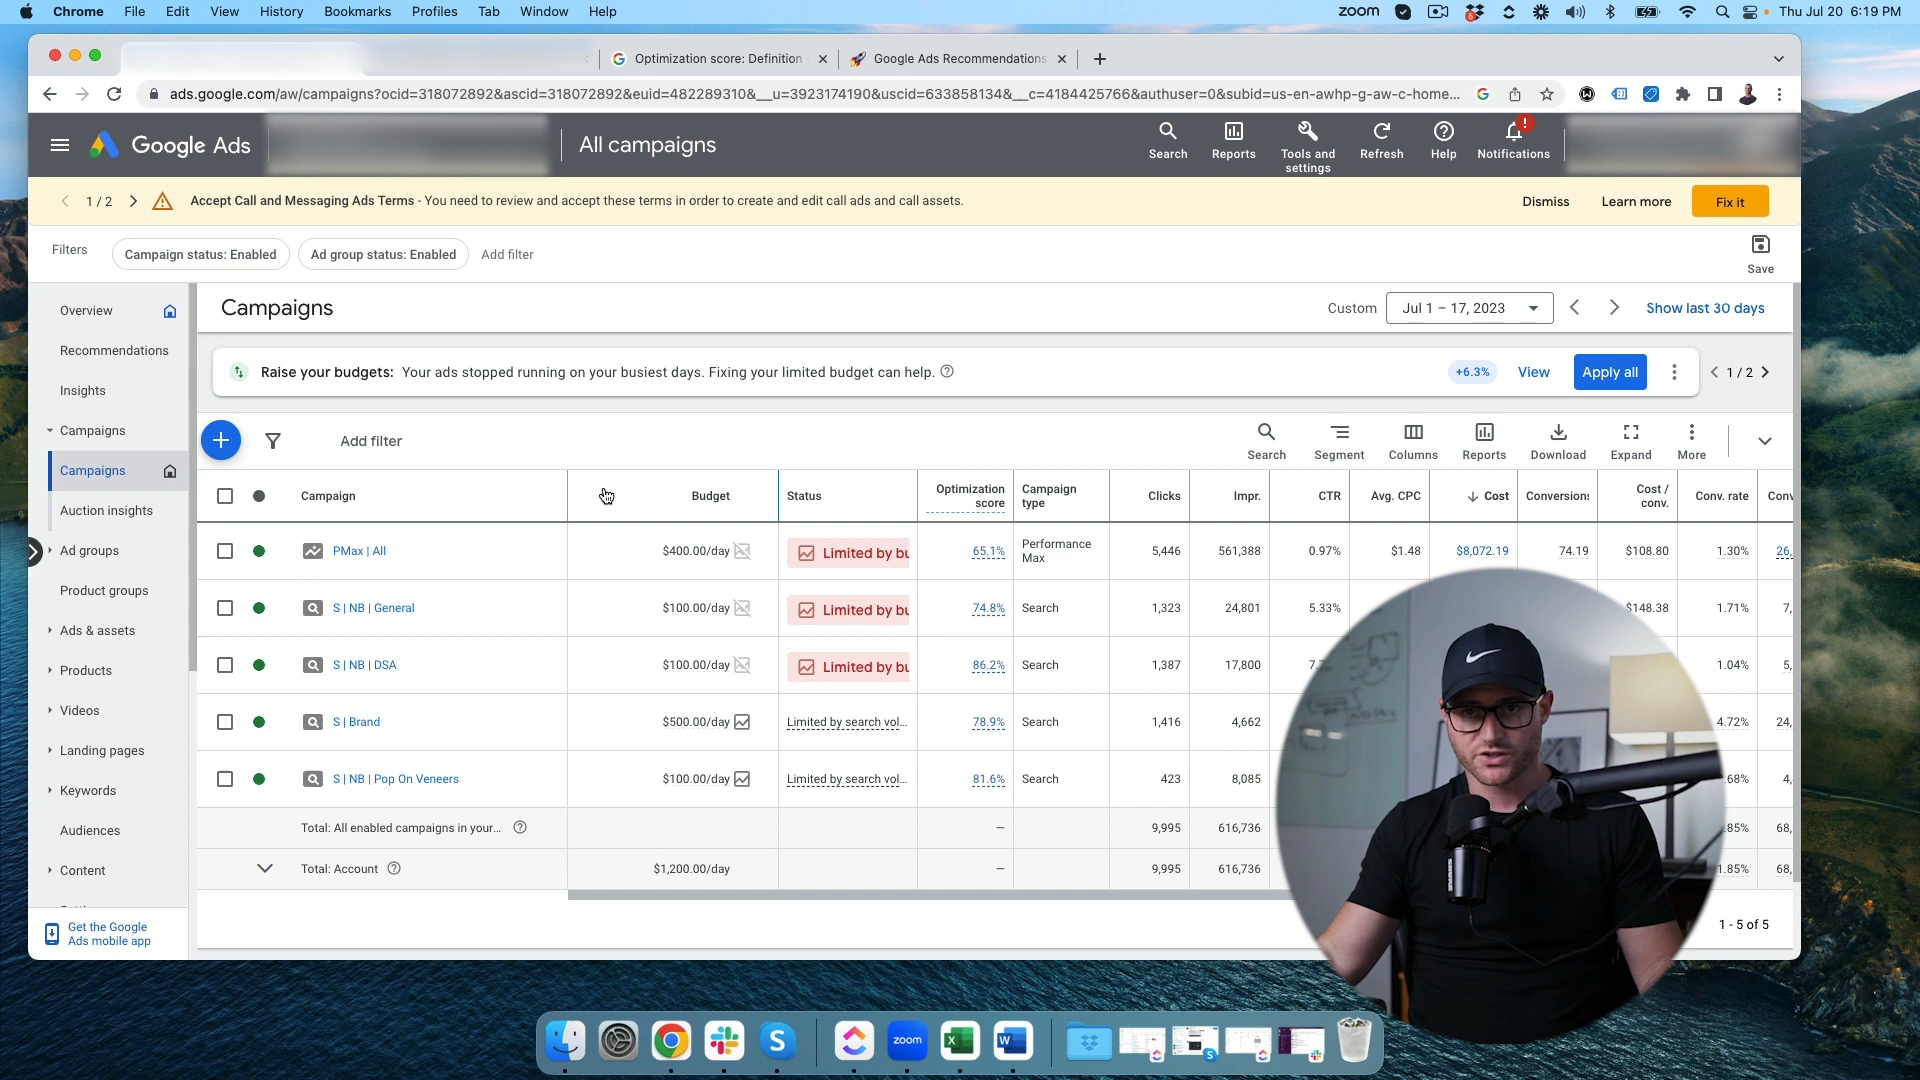 Chrome File Edit View History Bookmarks Profiles Tab Window Help
zoom Thu Jul 20 6:19 PM
Optimization score: Definition
Google Ads Recommendations
ads.google.com/aw/campaigns?ocid=318072892&ascid=318072892&euid=482289310&__u=3923174190&uscid=633858134&__c=4184425766&authuser=0&subid=us-en-awhp-g-aw-c-home...
Google Ads
All campaigns
Search
Reports
Tools and
settings
Refresh
Help
Notifications
1 / 2
Accept Call and Messaging Ads Terms - You need to review and accept these terms in order to create and edit call ads and call assets.
Dismiss
Learn more
Fix it
Filters
Campaign status: Enabled
Ad group status: Enabled
Add filter
Save
Overview
Recommendations
Insights
Campaigns
Campaigns
Auction insights
Ad groups
Product groups
Ads & assets
Products
Videos
Landing pages
Keywords
Audiences
Content
Get the Google
Ads mobile app
Campaigns
Custom
Jul 1 – 17, 2023
Show last 30 days
Raise your budgets: Your ads stopped running on your busiest days. Fixing your limited budget can help.
+6.3%
View
Apply all
1 / 2
Add filter
Search
Segment
Columns
Reports
Download
Expand
More
Campaign Budget Status Optimization score Campaign type Clicks Impr. CTR Avg. CPC Cost Conversions Cost / conv. Conv. rate Conv
PMax | All $400.00/day Limited by bu 65.1% Performance Max 5,446 561,388 0.97% $1.48 $8,072.19 74.19 $108.80 1.30% 26,
S | NB | General $100.00/day Limited by bu 74.8% Search 1,323 24,801 5.33% $148.38 1.71% 7,
S | NB | DSA $100.00/day Limited by bu 86.2% Search 1,387 17,800 7. 1.04% 5,
S | Brand $500.00/day Limited by search vol... 78.9% Search 1,416 4,662 4.72% 24,
S | NB | Pop On Veneers $100.00/day Limited by search vol... 81.6% Search 423 8,085 .68% 4,
Total: All enabled campaigns in your... – 9,995 616,736 .85% 68,
Total: Account $1,200.00/day – 9,995 616,736 1.85% 68,
1 - 5 of 5
zoom